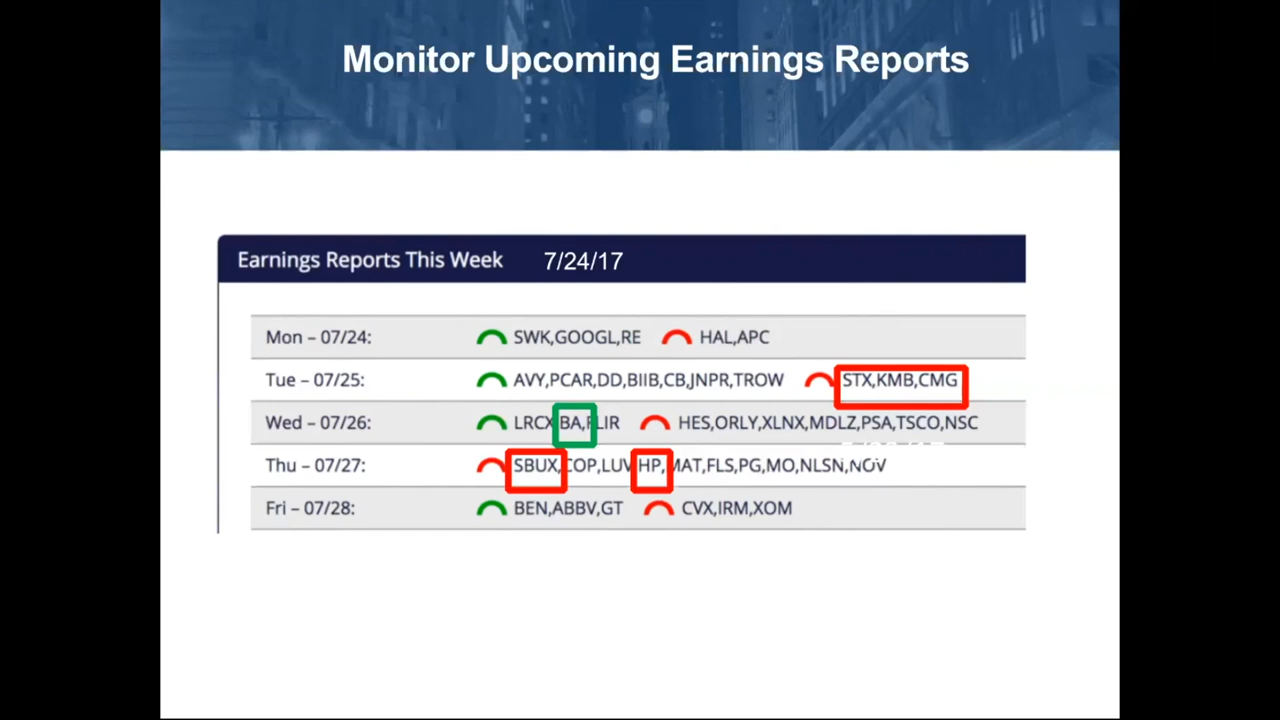 Monitor Upcoming Earnings Reports
Earnings Reports This Week 7/24/17
Mon – 07/24: SWK,GOOGL,RE HAL,APC
Tue – 07/25: AVY,PCAR,DD,BIIB,CB,JNPR,TROW STX,KMB,CMG
Wed – 07/26: LRCX,BA,FLIR HES,ORLY,XLNX,MDLZ,PSA,TSCO,NSC
Thu – 07/27: SBUX,COP,LUV,HP,MAT,FLS,PG,MO,NLSN,NOV
Fri – 07/28: BEN,ABBV,GT CVX,IRM,XOM